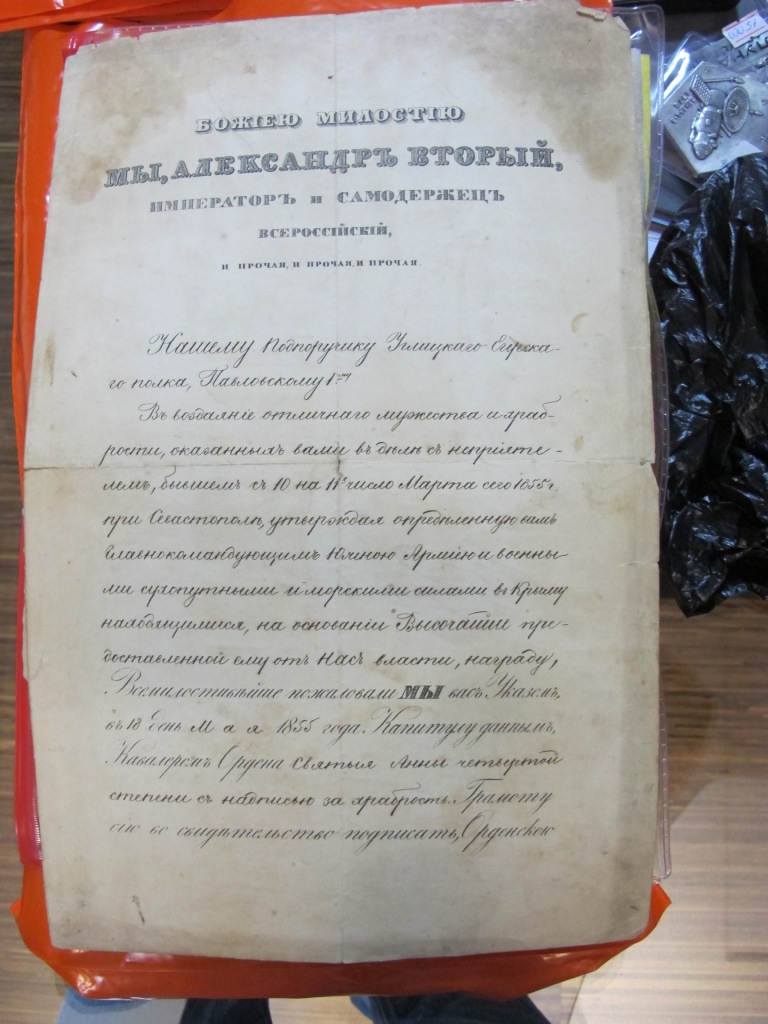 БОЖІЕЮ МИЛОСТІЮ
МЫ, АЛЕКСАНДРЪ ВТОРЫЙ,
ИМПЕРАТОРЪ и САМОДЕРЖЕЦЪ
ВСЕРОССІЙСКІЙ,
И ПРОЧАЯ, И ПРОЧАЯ, И ПРОЧАЯ.
Нашему Подпоручику Углицкаго Егерска-
го полка, Павловскому 1му
Въ воздаяніе отличнаго мужества и храб-
рости, оказанныхъ вами въ дѣлѣ съ непріяте-
лемъ, бывшемъ съ 10 на 11е число Марта сего 1855 г.
при Севастополѣ, утверждая опредѣленную вамъ
Главнокомандующимъ Южною Арміею и военны-
ми сухопутными и морскими силами въ Крыму
находящимися, на основаніи Высочайше пре-
доставленной ему отъ Насъ власти, награду,
Всемилостивѣйше пожаловали МЫ васъ Указомъ,
въ 18 день Мая 1855 года Капитулу даннымъ,
Кавалеромъ Ордена Святыя Анны четвертой
степени съ надписью за храбрость. Грамоту
сію во свидѣтельство подписать, Орденскою